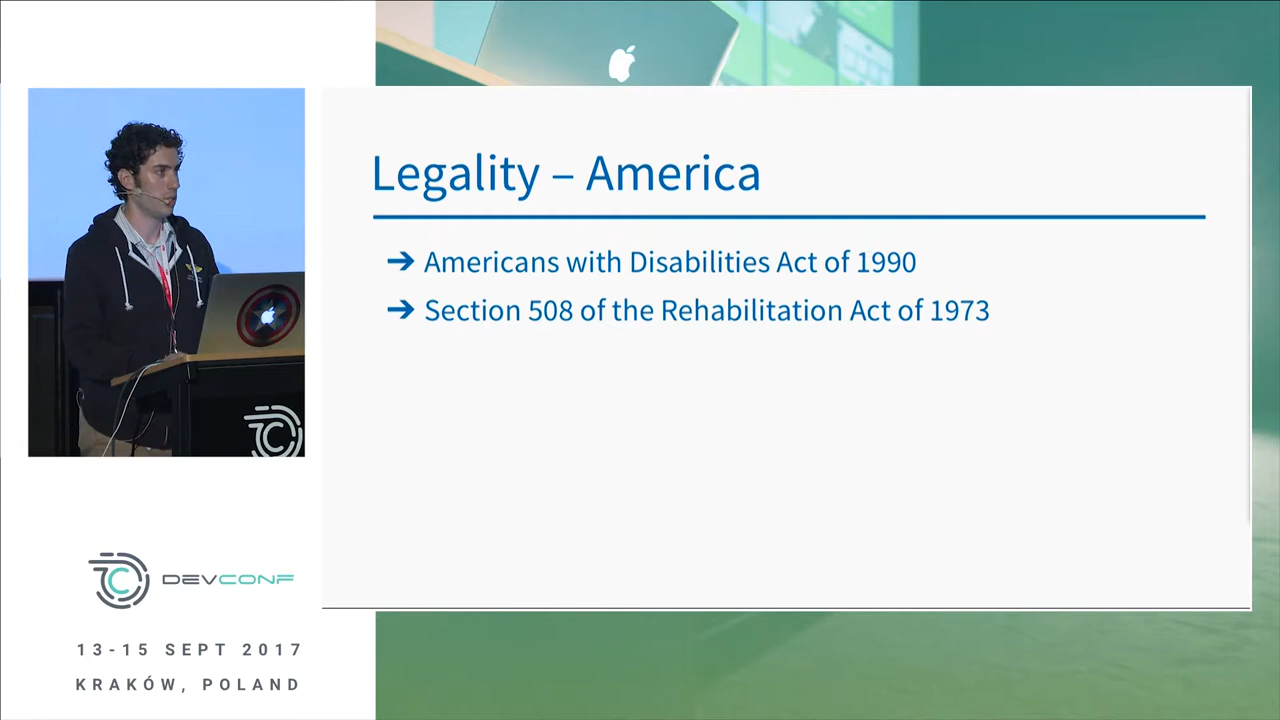 Legality – America
➔ Americans with Disabilities Act of 1990
➔ Section 508 of the Rehabilitation Act of 1973
DEVCONF
13-15 SEPT 2017
KRAKÓW, POLAND